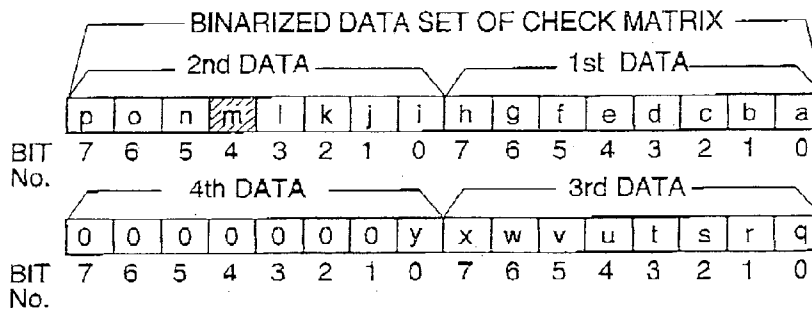 BINARIZED DATA SET OF CHECK MATRIX
2nd DATA 1st DATA
p o n m l k j i h g f e d c b a
BIT No. 7 6 5 4 3 2 1 0 7 6 5 4 3 2 1 0
4th DATA 3rd DATA
0 0 0 0 0 0 0 y x w v u t s r q
BIT No. 7 6 5 4 3 2 1 0 7 6 5 4 3 2 1 0